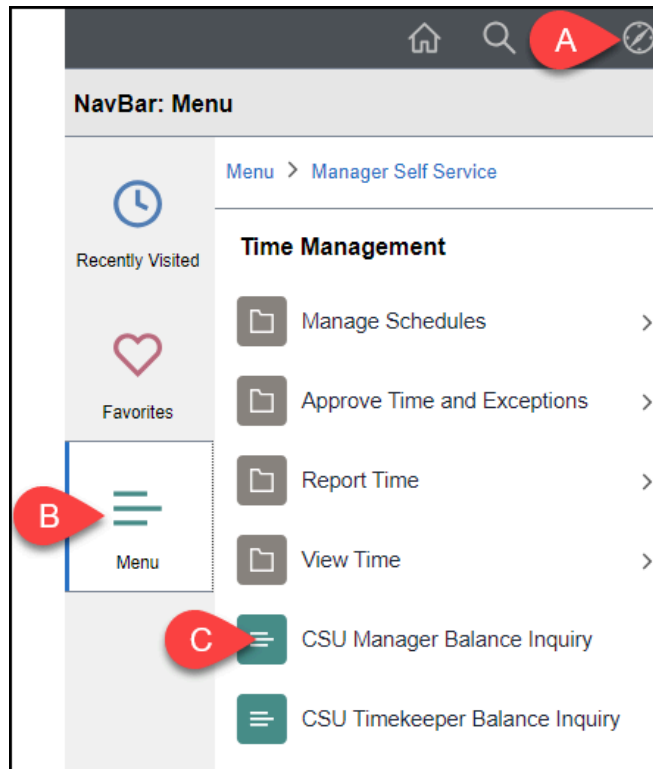 A
NavBar: Menu
Menu > Manager Self Service
Recently Visited
Time Management
Manage Schedules
Favorites
Approve Time and Exceptions
Report Time
B
Menu
View Time
C
CSU Manager Balance Inquiry
CSU Timekeeper Balance Inquiry